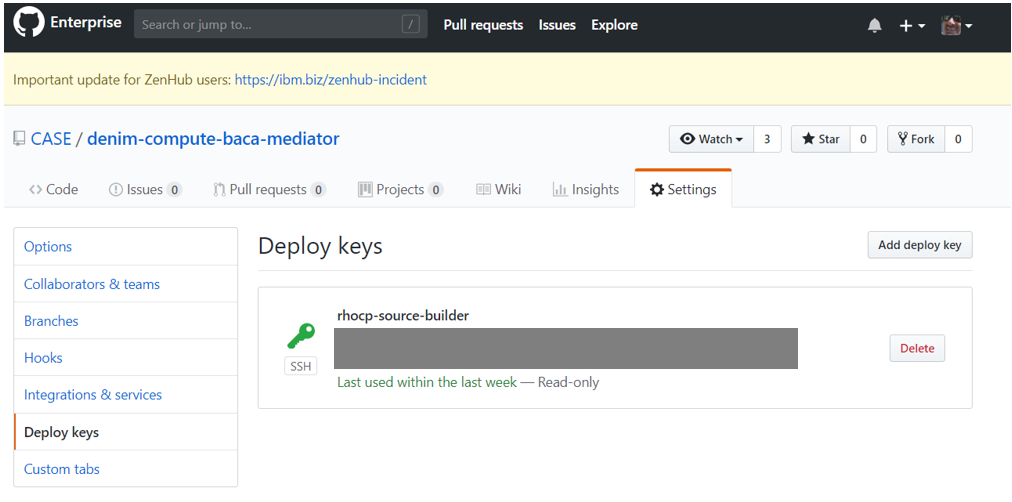 Enterprise Search or jump to... / Pull requests Issues Explore
Important update for ZenHub users: https://ibm.biz/zenhub-incident
CASE / denim-compute-baca-mediator Watch 3 Star 0 Fork 0
Code Issues 0 Pull requests 0 Projects 0 Wiki Insights Settings
Options
Collaborators & teams
Branches
Hooks
Integrations & services
Deploy keys
Custom tabs
Deploy keys Add deploy key
rhocp-source-builder
SSH
Last used within the last week — Read-only
Delete